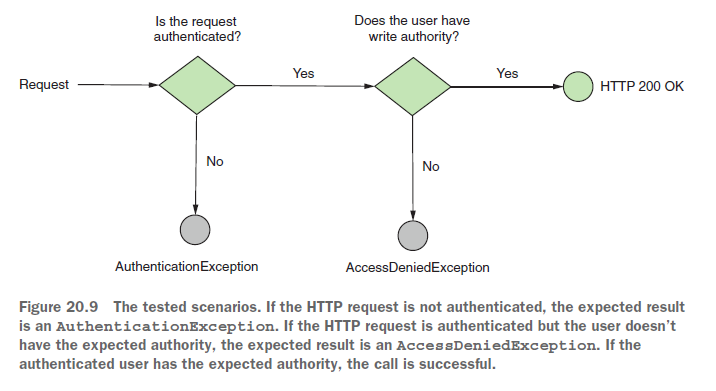 Is the request
authenticated?
Does the user have
write authority?
Request
Yes
Yes
HTTP 200 OK
No
No
AuthenticationException
AccessDeniedException
Figure 20.9 The tested scenarios. If the HTTP request is not authenticated, the expected result
is an AuthenticationException. If the HTTP request is authenticated but the user doesn't
have the expected authority, the expected result is an AccessDeniedException. If the
authenticated user has the expected authority, the call is successful.